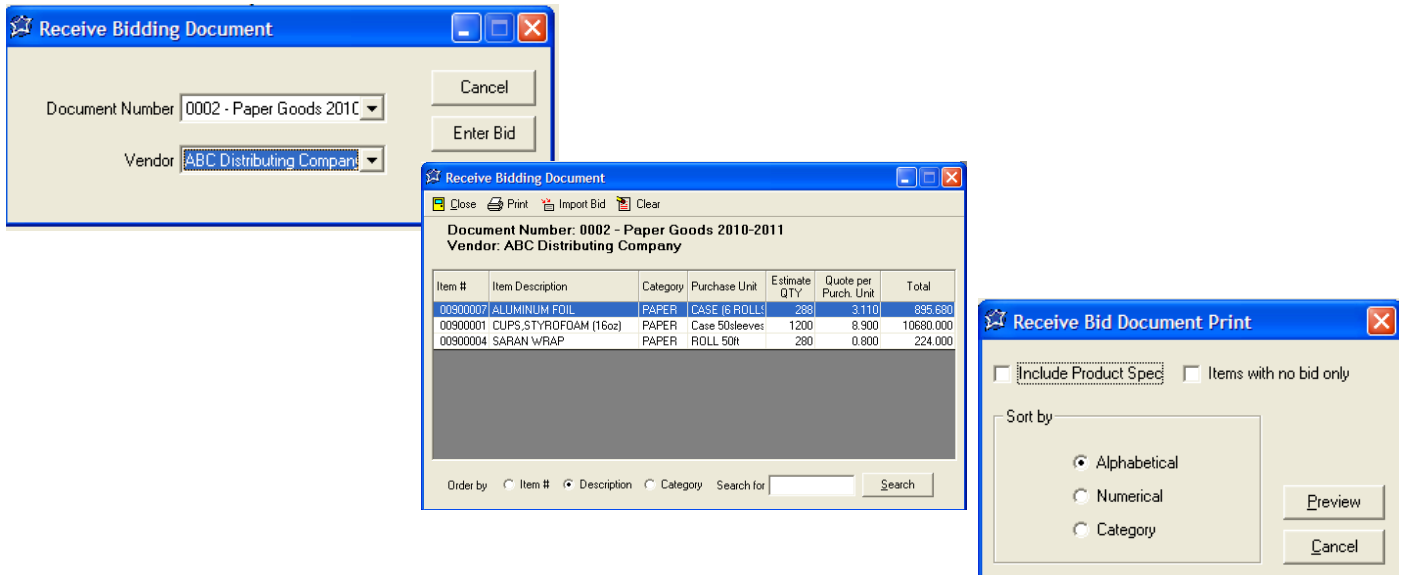 Receive Bidding Document
Cancel
Document Number 0002 - Paper Goods 201
Enter Bid
Vendor ABC Distributing Company
Receive Bidding Document
Close Print Import Bid Clear
Document Number: 0002 - Paper Goods 2010-2011
Vendor: ABC Distributing Company
Item # Item Description Category Purchase Unit Estimate QTY Quote per Purch. Unit Total
00900007 ALUMINUM FOIL PAPER CASE (6 ROLLS 288 3.110 895.680
00900001 CUPS,STYROFOAM (16oz) PAPER Case 50sleeves 1200 8.900 10680.000
00900004 SARAN WRAP PAPER ROLL 50ft 280 0.800 224.000
Order by Item # Description Category Search for Search
Receive Bid Document Print
Include Product Spec Items with no bid only
Sort by
Alphabetical
Numerical
Preview
Category
Cancel